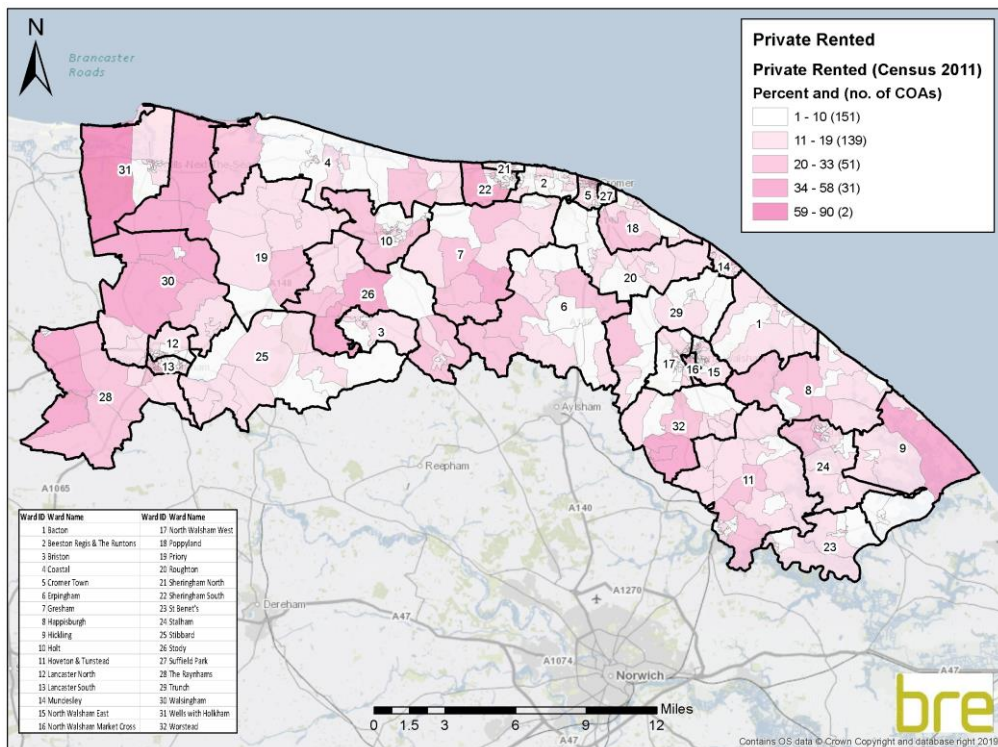 N
Brancaster
Roads
Private Rented
Private Rented (Census 2011)
Percent and (no. of COAs)
1 - 10 (151)
11 - 19 (139)
20 - 33 (51)
34 - 58 (31)
59 - 90 (2)
31
4
21
22
2
5
27
18
10
7
14
19
20
30
26
6
29
1
3
12
25
17
16
15
13
8
28
32
9
Aylsham
24
11
Reepham
A1065
A140
23
Ward ID Ward Name Ward ID Ward Name
1 Bacton 17 North Walsham West
2 Beeston Regis & The Runtons 18 Poppyland
3 Briston 19 Priory
4 Coastal 20 Roughton
5 Cromer Town 21 Sheringham North
6 Erpingham 22 Sheringham South
7 Gresham 23 St Benet's
8 Happisburgh 24 Stalham
9 Hickling 25 Stibbard
10 Holt 26 Stody
11 Hoveton & Tunstead 27 Suffield Park
12 Lancaster North 28 The Raynhams
13 Lancaster South 29 Trunch
14 Mundesley 30 Walsingham
15 North Walsham East 31 Wells with Holkham
16 North Walsham Market Cross 32 Worstead
Dereham
A47
A1270
A1074
Norwich
A47
Miles
0 1.5 3 6 9 12
bre
Contains OS data © Crown Copyright and database right 2019